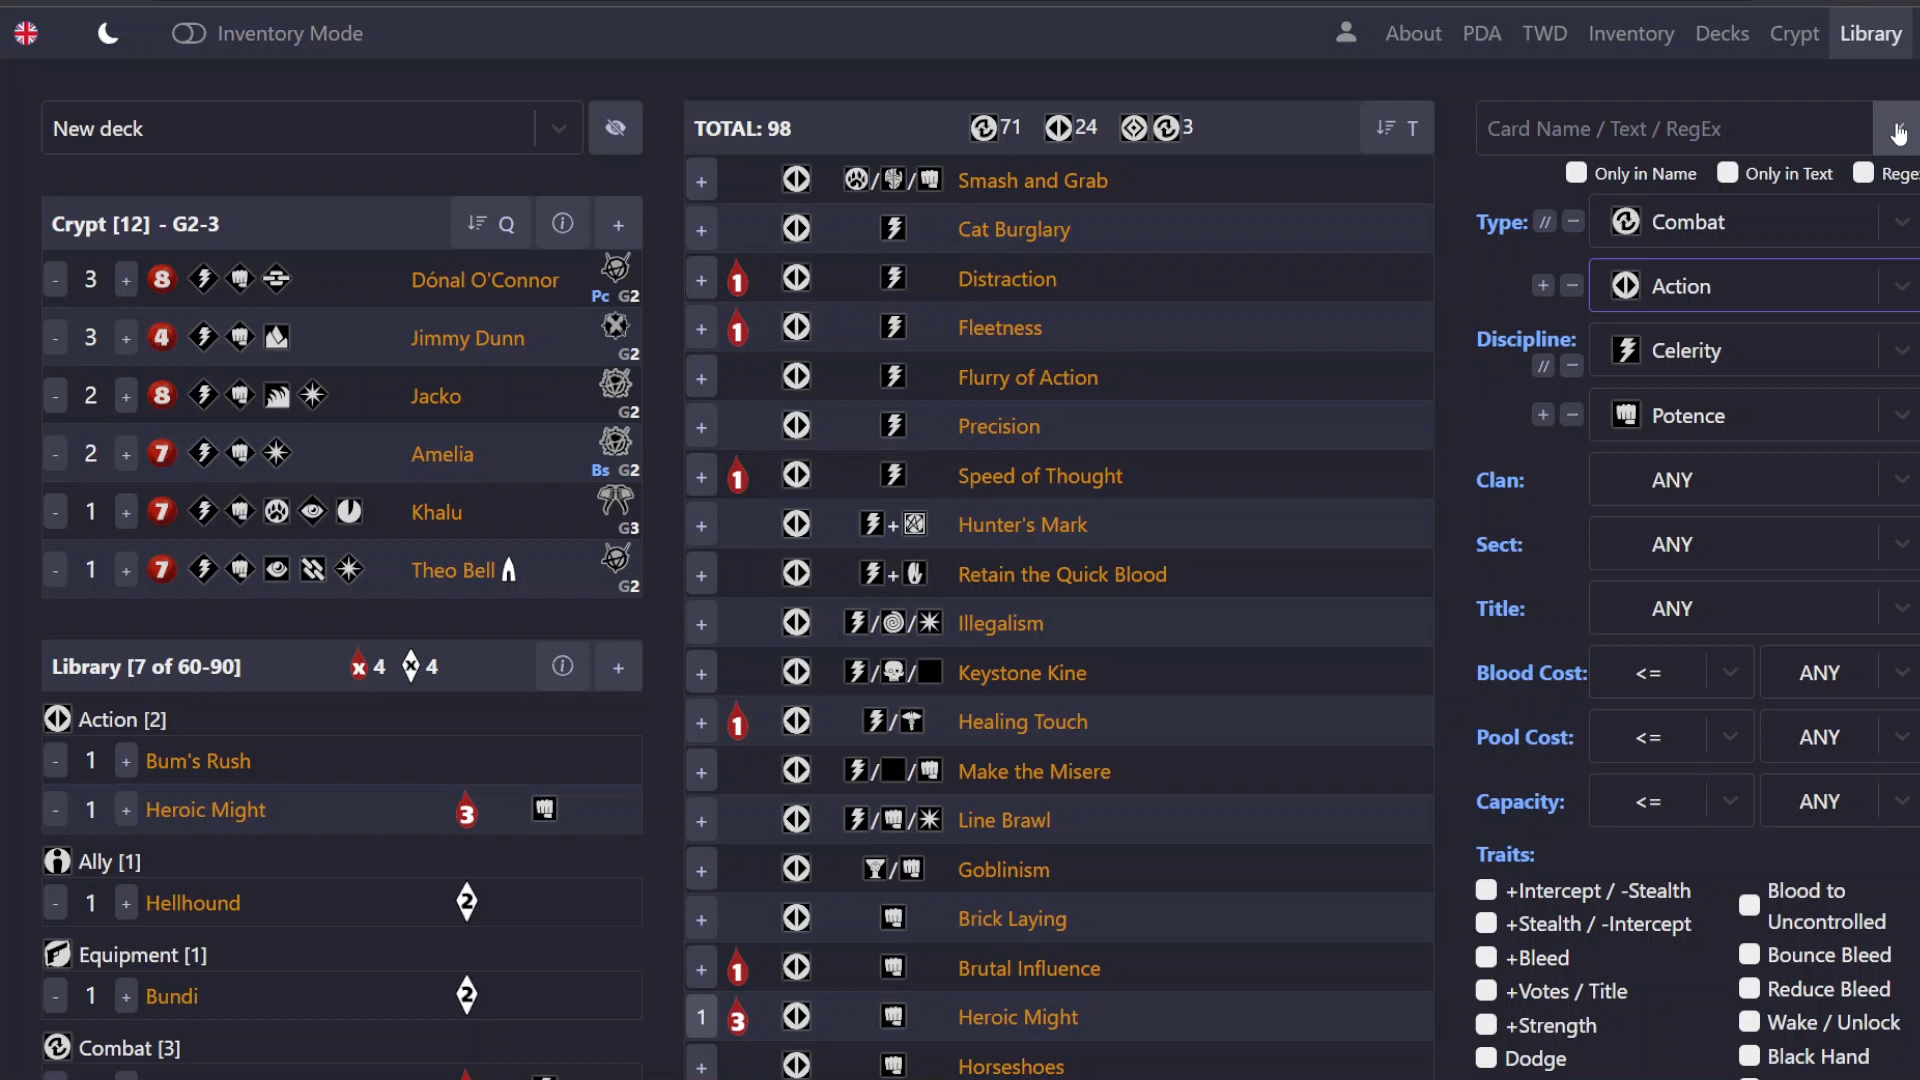 Inventory Mode
About PDA TWD Inventory Decks Crypt Library
New deck
Crypt [12] - G2-3 Q
- 3 + 8 Dónal O'Connor Pc G2
- 3 + 4 Jimmy Dunn G2
- 2 + 8 Jacko G2
- 2 + 7 Amelia Bs G2
- 1 + 7 Khalu G3
- 1 + 7 Theo Bell G2
Library [7 of 60-90] x 4 x 4
Action [2]
- 1 + Bum's Rush
- 1 + Heroic Might 3
Ally [1]
- 1 + Hellhound 2
Equipment [1]
- 1 + Bundi 2
Combat [3]
TOTAL: 98 71 24 3 T
+ / / Smash and Grab
+ Cat Burglary
+ 1 Distraction
+ 1 Fleetness
+ Flurry of Action
+ Precision
+ 1 Speed of Thought
+ + Hunter's Mark
+ + Retain the Quick Blood
+ / / Illegalism
+ / / Keystone Kine
+ 1 / Healing Touch
+ / / Make the Misere
+ / / Line Brawl
+ / Goblinism
+ Brick Laying
+ 1 Brutal Influence
1 3 Heroic Might
+ Horseshoes
Card Name / Text / RegEx
Only in Name Only in Text Rege
Type: // − Combat
+ − Action
Discipline: // − Celerity
+ − Potence
Clan: ANY
Sect: ANY
Title: ANY
Blood Cost: <= ANY
Pool Cost: <= ANY
Capacity: <= ANY
Traits:
+Intercept / -Stealth
+Stealth / -Intercept
+Bleed
+Votes / Title
+Strength
Dodge
Blood to
Uncontrolled
Bounce Bleed
Reduce Bleed
Wake / Unlock
Black Hand